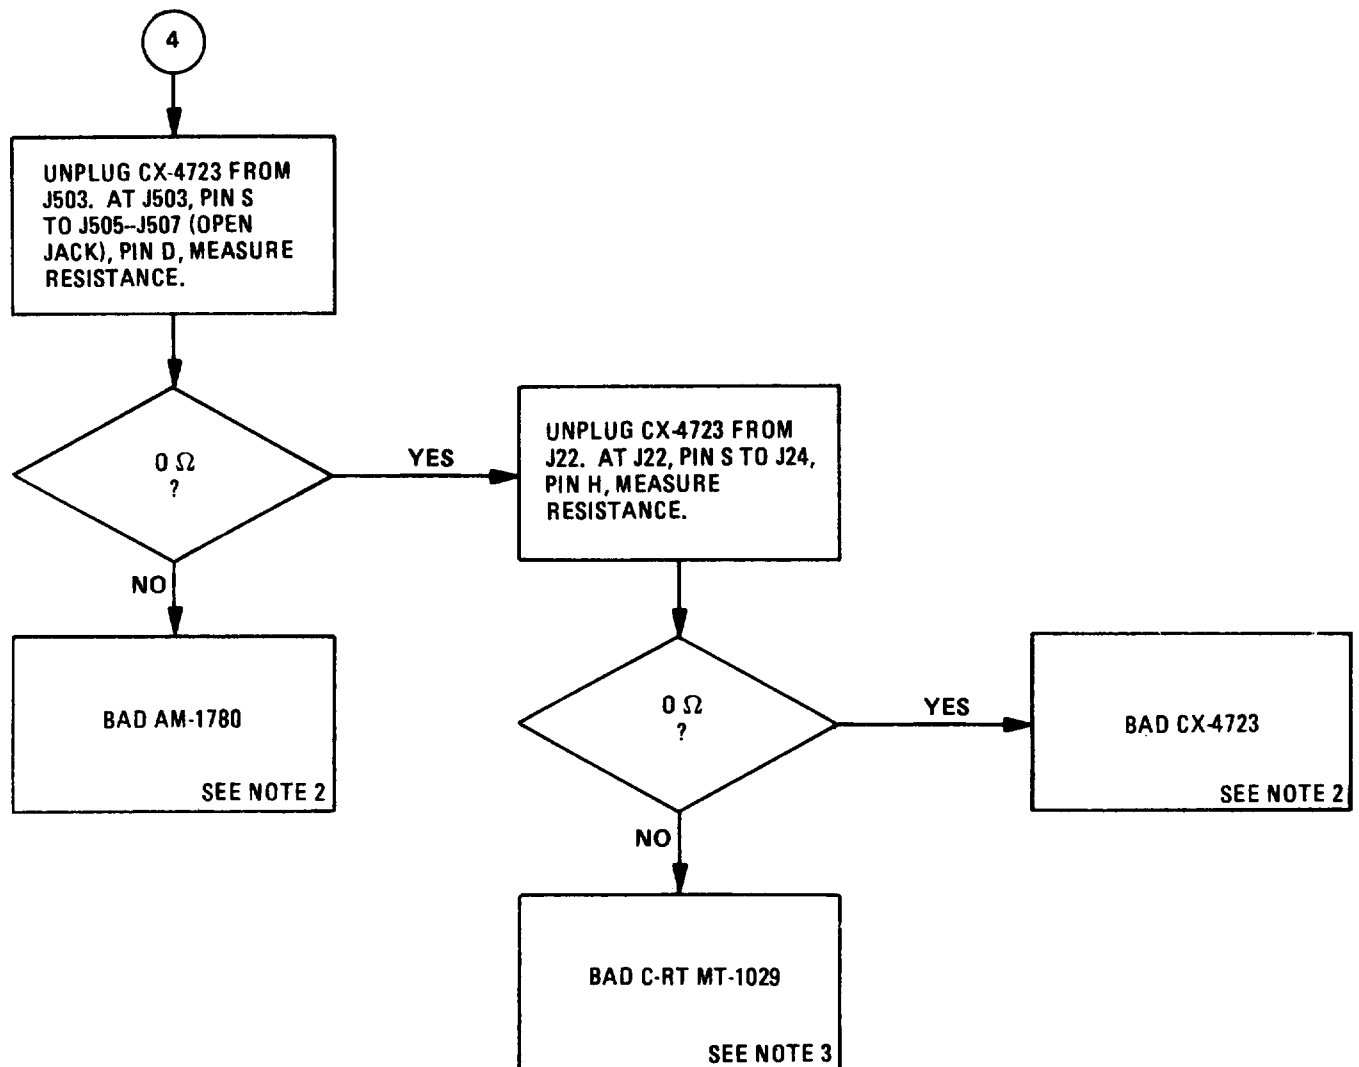 4
UNPLUG CX-4723 FROM
J503. AT J503, PIN S
TO J505–J507 (OPEN
JACK), PIN D, MEASURE
RESISTANCE.
0 Ω
?
YES
NO
UNPLUG CX-4723 FROM
J22. AT J22, PIN S TO J24,
PIN H, MEASURE
RESISTANCE.
BAD AM-1780
SEE NOTE 2
0 Ω
?
YES
NO
BAD CX-4723
SEE NOTE 2
BAD C-RT MT-1029
SEE NOTE 3